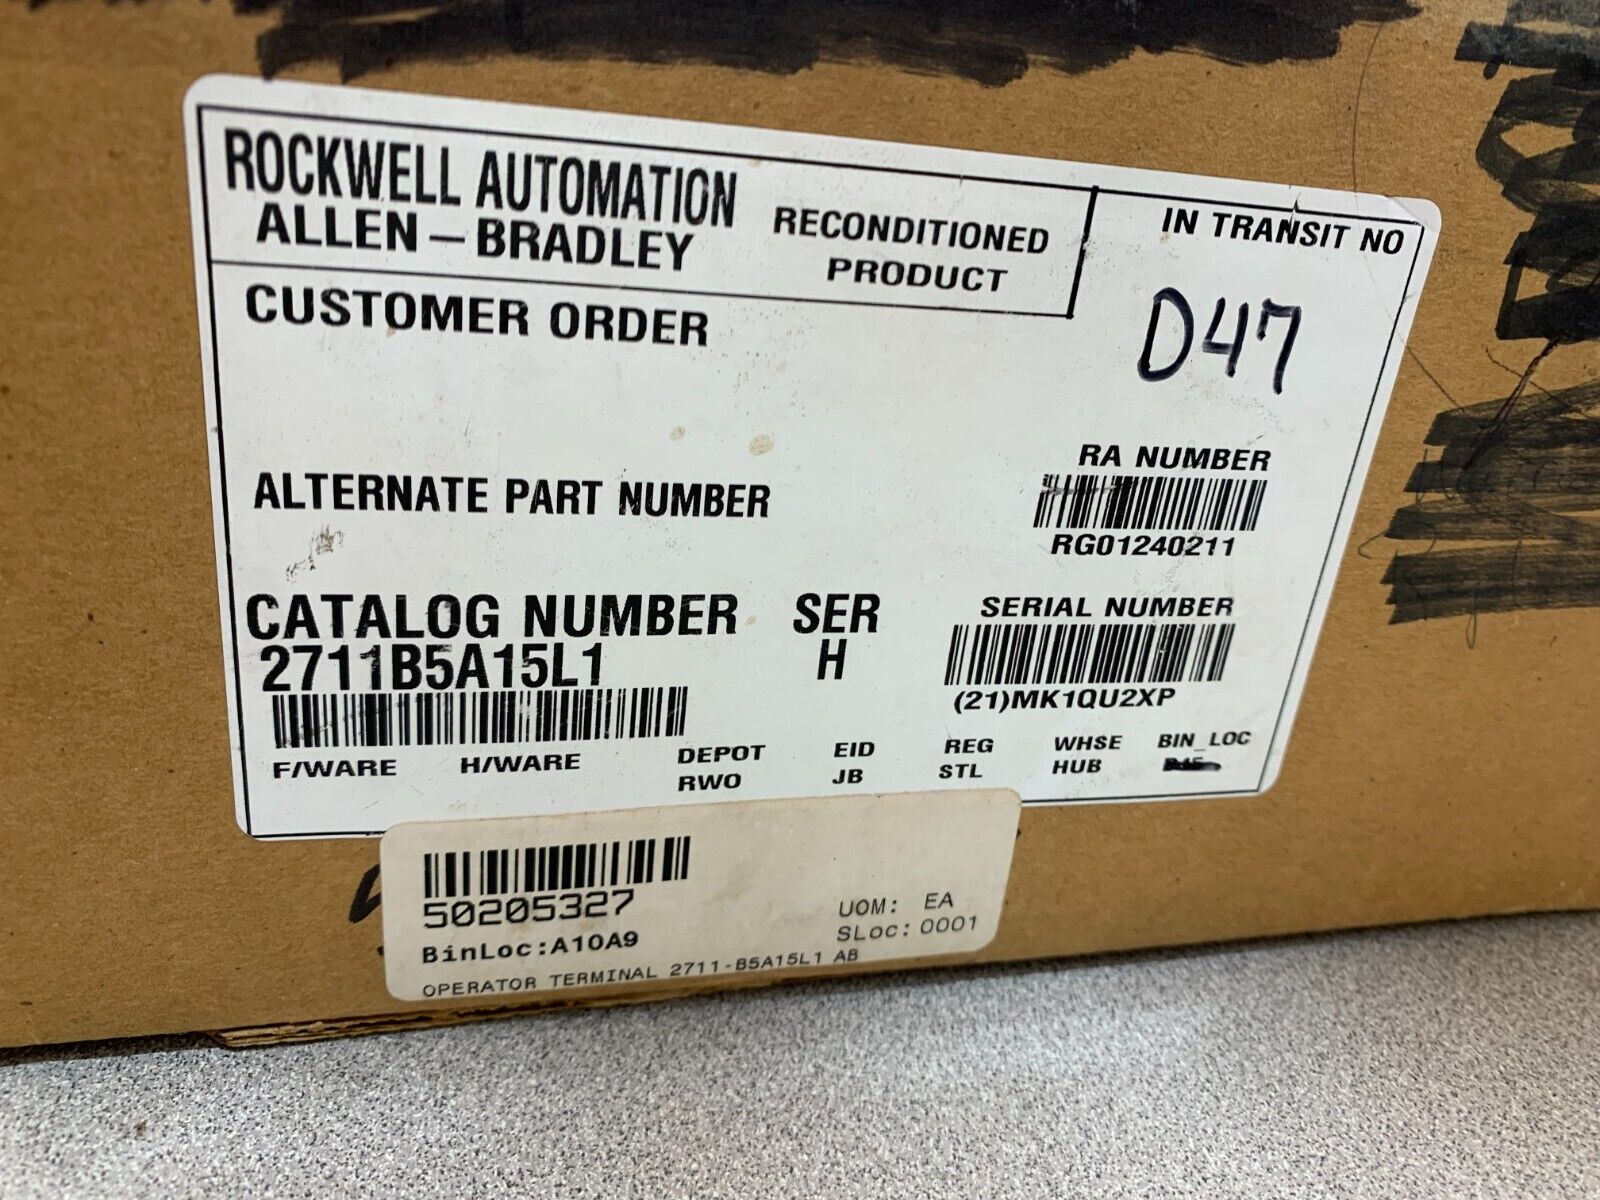 ROCKWELL AUTOMATION
ALLEN-BRADLEY
RECONDITIONED
PRODUCT
IN TRANSIT NO
D47
CUSTOMER ORDER
RA NUMBER
RG01240211
ALTERNATE PART NUMBER
CATALOG NUMBER SER
2711B5A15L1 H
SERIAL NUMBER
(21)MK1QU2XP
F/WARE H/WARE DEPOT EID REG WHSE BIN_LOC
RWO JB STL HUB
50205327
BinLoc:A10A9
UOM: EA
SLoc: 0001
OPERATOR TERMINAL 2711-B5A15L1 AB